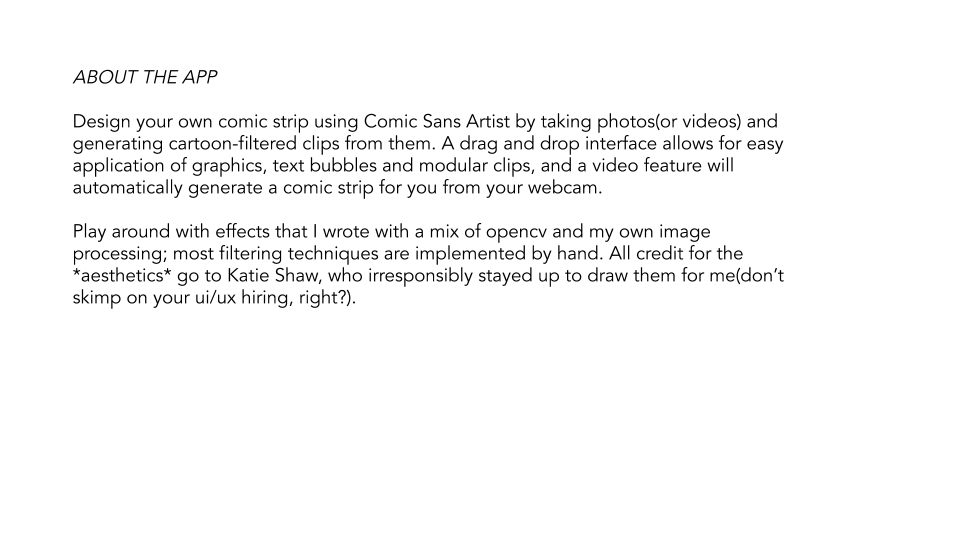 ABOUT THE APP
Design your own comic strip using Comic Sans Artist by taking photos(or videos) and
generating cartoon-filtered clips from them. A drag and drop interface allows for easy
application of graphics, text bubbles and modular clips, and a video feature will
automatically generate a comic strip for you from your webcam.
Play around with effects that I wrote with a mix of opencv and my own image
processing; most filtering techniques are implemented by hand. All credit for the
*aesthetics* go to Katie Shaw, who irresponsibly stayed up to draw them for me(don’t
skimp on your ui/ux hiring, right?).